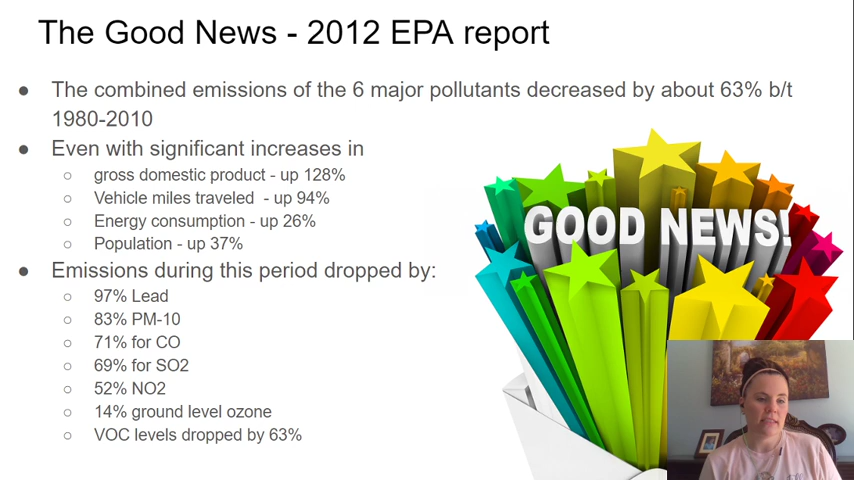 The Good News - 2012 EPA report
● The combined emissions of the 6 major pollutants decreased by about 63% b/t
1980-2010
● Even with significant increases in
○ gross domestic product - up 128%
○ Vehicle miles traveled - up 94%
○ Energy consumption - up 26%
○ Population - up 37%
● Emissions during this period dropped by:
○ 97% Lead
○ 83% PM-10
○ 71% for CO
○ 69% for SO2
○ 52% NO2
○ 14% ground level ozone
○ VOC levels dropped by 63%
GOOD NEWS!